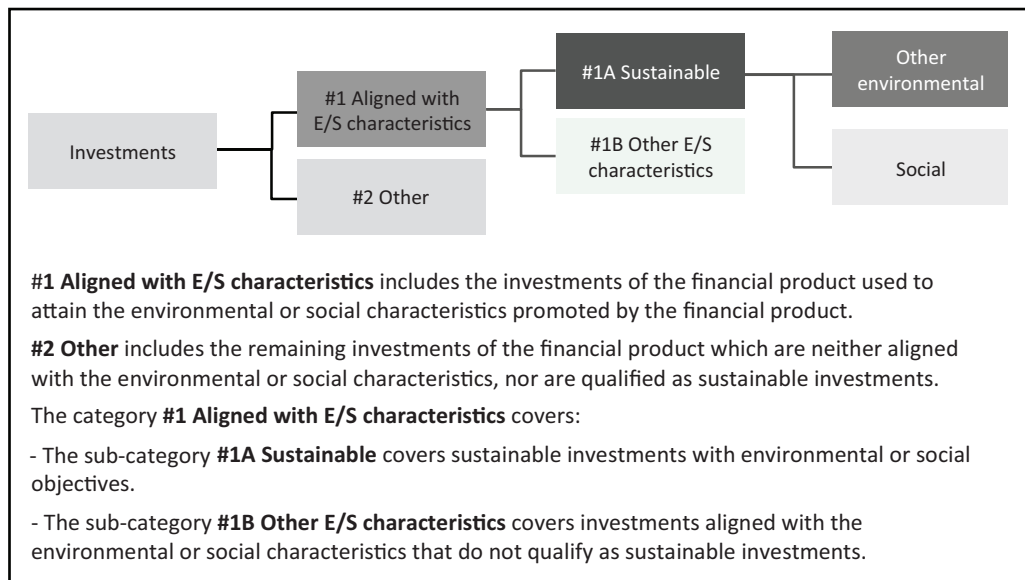 Investments
#1 Aligned with
E/S characteristics
#2 Other
#1A Sustainable
#1B Other E/S
characteristics
Other
environmental
Social
#1 Aligned with E/S characteristics includes the investments of the financial product used to
attain the environmental or social characteristics promoted by the financial product.
#2 Other includes the remaining investments of the financial product which are neither aligned
with the environmental or social characteristics, nor are qualified as sustainable investments.
The category #1 Aligned with E/S characteristics covers:
- The sub-category #1A Sustainable covers sustainable investments with environmental or social
objectives.
- The sub-category #1B Other E/S characteristics covers investments aligned with the
environmental or social characteristics that do not qualify as sustainable investments.